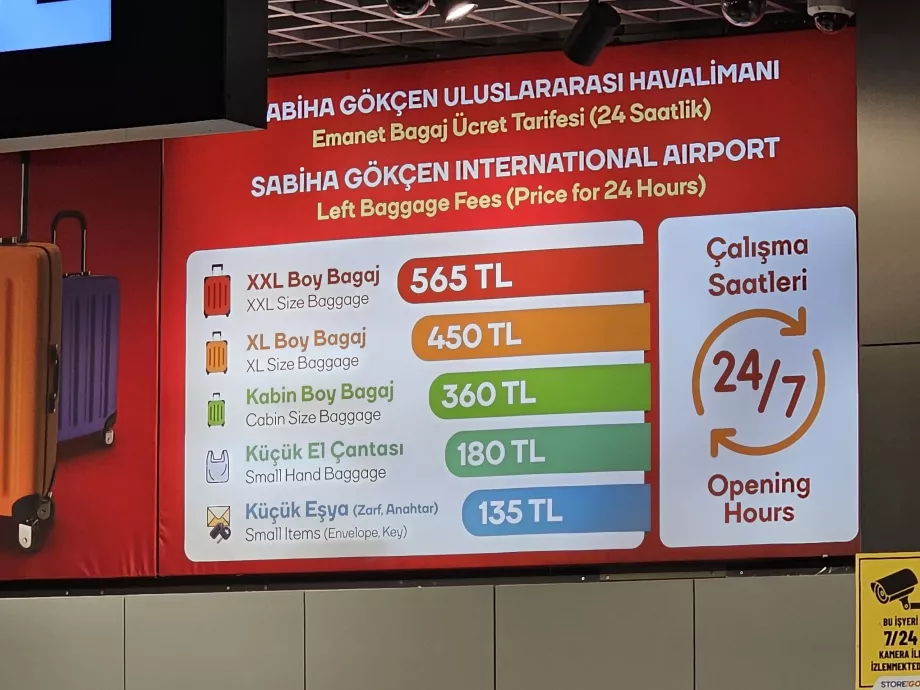 ABİHA GÖKÇEN ULUSLARARASI HAVALİMANI
Emanet Bagaj Ücret Tarifesi (24 Saatlik)
SABİHA GÖKÇEN INTERNATIONAL AIRPORT
Left Baggage Fees (Price for 24 Hours)
XXL Boy Bagaj
XXL Size Baggage
565 TL
XL Boy Bagaj
XL Size Baggage
450 TL
Kabin Boy Bagaj
Cabin Size Baggage
360 TL
Küçük El Çantası
Small Hand Baggage
180 TL
Küçük Eşya (Zarf, Anahtar)
Small Items (Envelope, Key)
135 TL
Çalışma
Saatleri
24/7
Opening
Hours
BU İŞYERİ
7/24
KAMERA İL
İZLENMEKTED